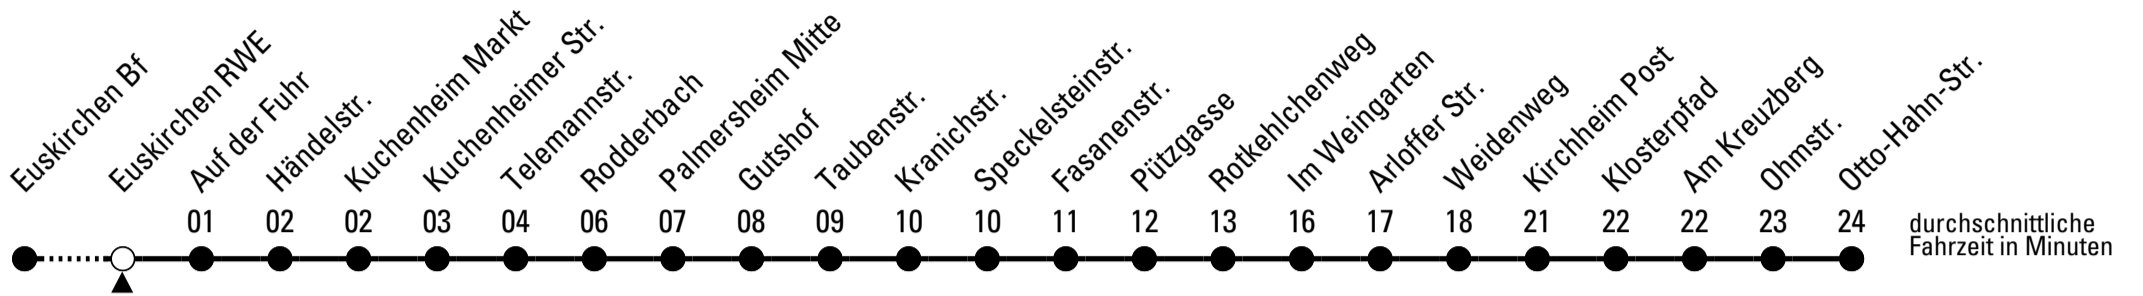 Euskirchen Bf
Euskirchen RWE
Auf der Fuhr
Händelstr.
Kuchenheim Markt
Kuchenheimer Str.
Telemannstr.
Rodderbach
Palmersheim Mitte
Gutshof
Taubenstr.
Kranichstr.
Speckelsteinstr.
Fasanenstr.
Pützgasse
Rotkehlchenweg
Im Weingarten
Arloffer Str.
Weidenweg
Kirchheim Post
Klosterpfad
Am Kreuzberg
Ohmstr.
Otto-Hahn-Str.
01 02 02 03 04 06 07 08 09 10 10 11 12 13 16 17 18 21 22 22 23 24
durchschnittliche
Fahrzeit in Minuten